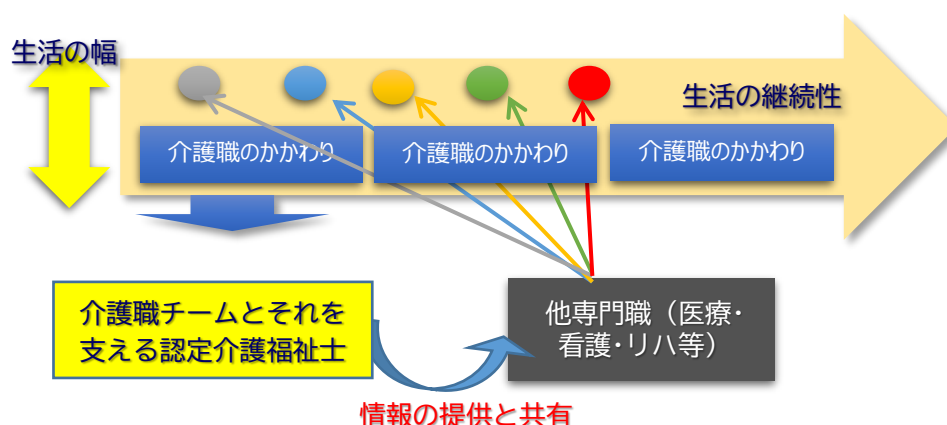 生活の幅
生活の継続性
介護職のかかわり
介護職のかかわり
介護職のかかわり
介護職チームとそれを
支える認定介護福祉士
他専門職（医療・
看護・リハ等）
情報の提供と共有